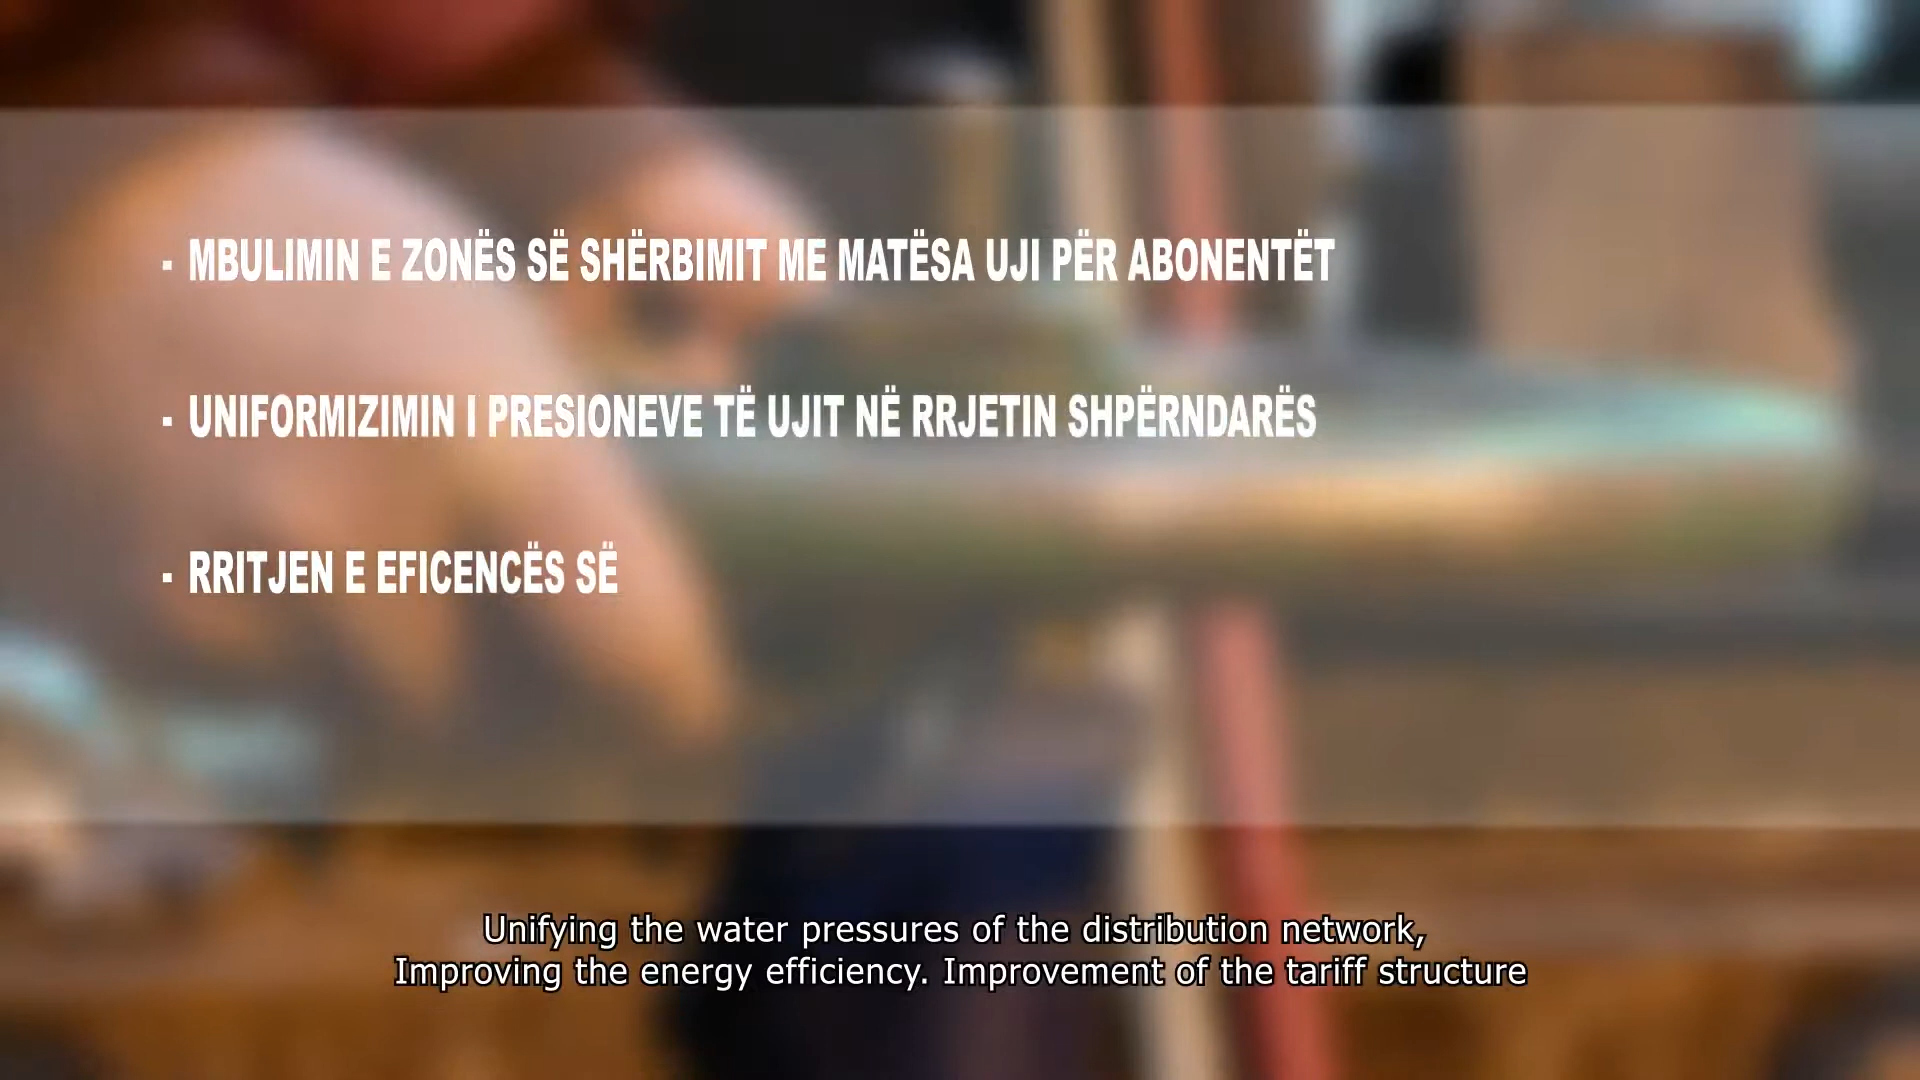 - MBULIMIN E ZONËS SË SHËRBIMIT ME MATËSA UJI PËR ABONENTËT
- UNIFORMIZIMIN I PRESIONEVE TË UJIT NË RRJETIN SHPËRNDARËS
- RRITJEN E EFICENCËS SË
Unifying the water pressures of the distribution network,
Improving the energy efficiency. Improvement of the tariff structure